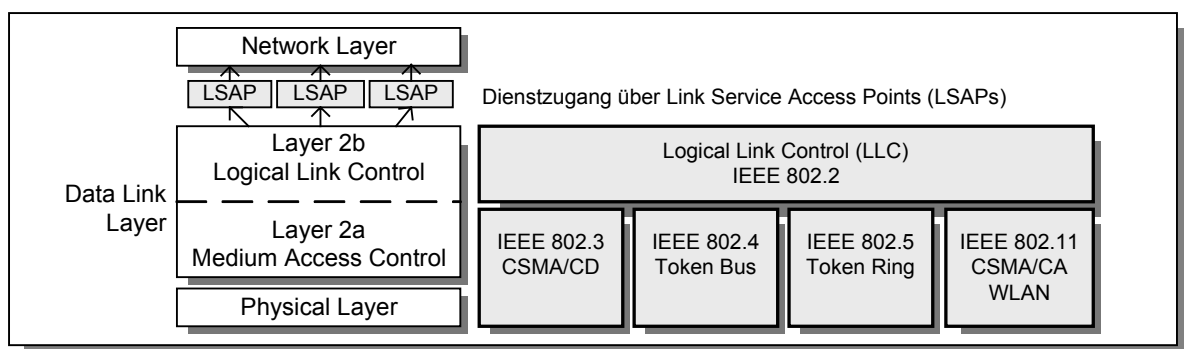 Network Layer
LSAP LSAP LSAP
Dienstzugang über Link Service Access Points (LSAPs)
Data Link
Layer
Layer 2b
Logical Link Control
Layer 2a
Medium Access Control
Physical Layer
Logical Link Control (LLC)
IEEE 802.2
IEEE 802.3
CSMA/CD
IEEE 802.4
Token Bus
IEEE 802.5
Token Ring
IEEE 802.11
CSMA/CA
WLAN